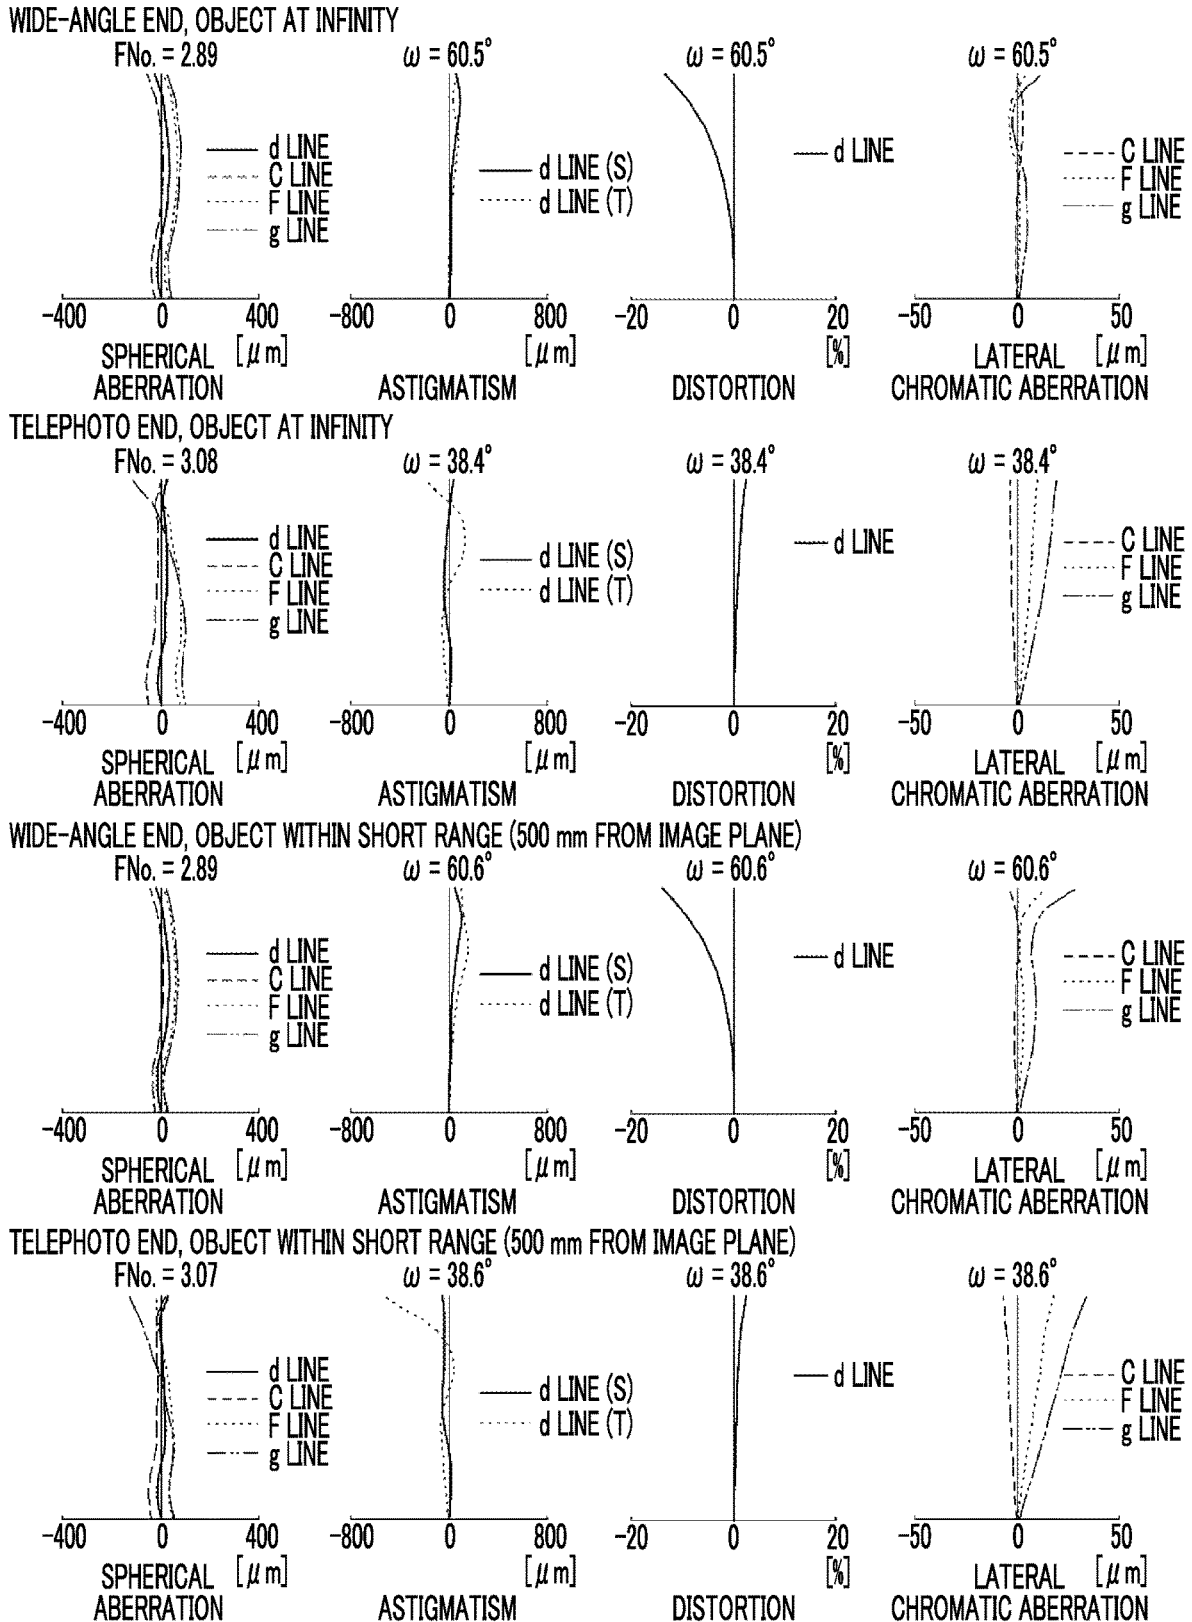 WIDE-ANGLE END, OBJECT AT INFINITY
FNo. = 2.89
ω = 60.5°
ω = 60.5°
ω = 60.5°
d LINE
C LINE
F LINE
g LINE
d LINE (S)
d LINE (T)
d LINE
C LINE
F LINE
g LINE
-400 0 400
-800 0 800
-20 0 20
-50 0 50
SPHERICAL ABERRATION [μm]
ASTIGMATISM [μm]
DISTORTION [%]
LATERAL CHROMATIC ABERRATION [μm]
TELEPHOTO END, OBJECT AT INFINITY
FNo. = 3.08
ω = 38.4°
ω = 38.4°
ω = 38.4°
d LINE
C LINE
F LINE
g LINE
d LINE (S)
d LINE (T)
d LINE
C LINE
F LINE
g LINE
-400 0 400
-800 0 800
-20 0 20
-50 0 50
SPHERICAL ABERRATION [μm]
ASTIGMATISM [μm]
DISTORTION [%]
LATERAL CHROMATIC ABERRATION [μm]
WIDE-ANGLE END, OBJECT WITHIN SHORT RANGE (500 mm FROM IMAGE PLANE)
FNo. = 2.89
ω = 60.6°
ω = 60.6°
ω = 60.6°
d LINE
C LINE
F LINE
g LINE
d LINE (S)
d LINE (T)
d LINE
C LINE
F LINE
g LINE
-400 0 400
-800 0 800
-20 0 20
-50 0 50
SPHERICAL ABERRATION [μm]
ASTIGMATISM [μm]
DISTORTION [%]
LATERAL CHROMATIC ABERRATION [μm]
TELEPHOTO END, OBJECT WITHIN SHORT RANGE (500 mm FROM IMAGE PLANE)
FNo. = 3.07
ω = 38.6°
ω = 38.6°
ω = 38.6°
d LINE
C LINE
F LINE
g LINE
d LINE (S)
d LINE (T)
d LINE
C LINE
F LINE
g LINE
-400 0 400
-800 0 800
-20 0 20
-50 0 50
SPHERICAL ABERRATION [μm]
ASTIGMATISM [μm]
DISTORTION [%]
LATERAL CHROMATIC ABERRATION [μm]